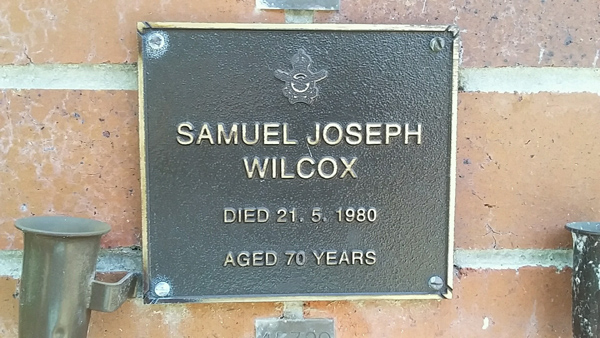 SAMUEL JOSEPH
WILCOX
DIED 21. 5. 1980
AGED 70 YEARS